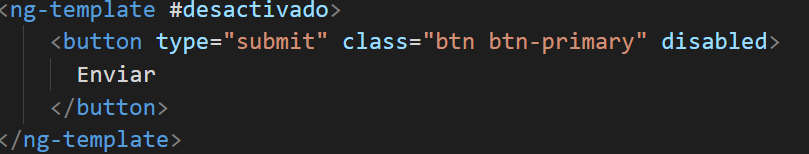 <ng-template #desactivado>
<button type="submit" class="btn btn-primary" disabled>
Enviar
</button>
</ng-template>